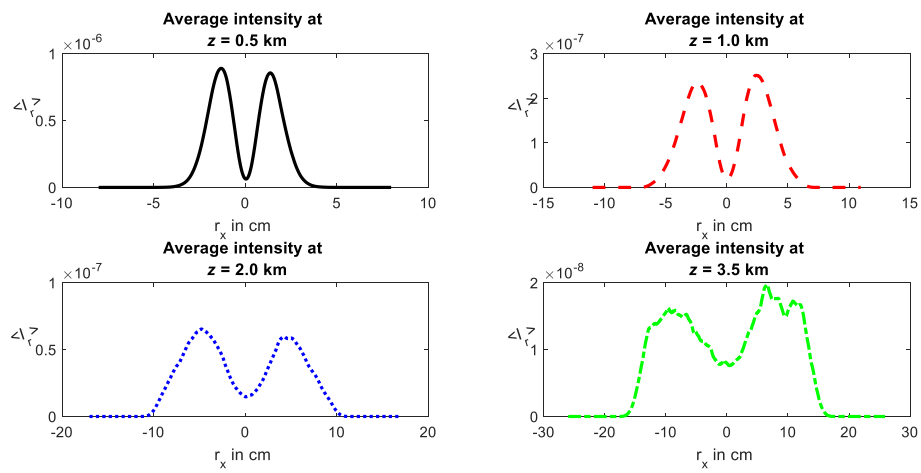 Average intensity at
z = 0.5 km
×10^-6
1
0.5
0
-10 -5 0 5 10
r_x in cm
<I_r>
Average intensity at
z = 1.0 km
×10^-7
3
2
1
0
-15 -10 -5 0 5 10 15
r_x in cm
<I_r>
Average intensity at
z = 2.0 km
×10^-7
1
0.5
0
-20 -10 0 10 20
r_x in cm
<I_r>
Average intensity at
z = 3.5 km
×10^-8
2
1
0
-30 -20 -10 0 10 20 30
r_x in cm
<I_r>